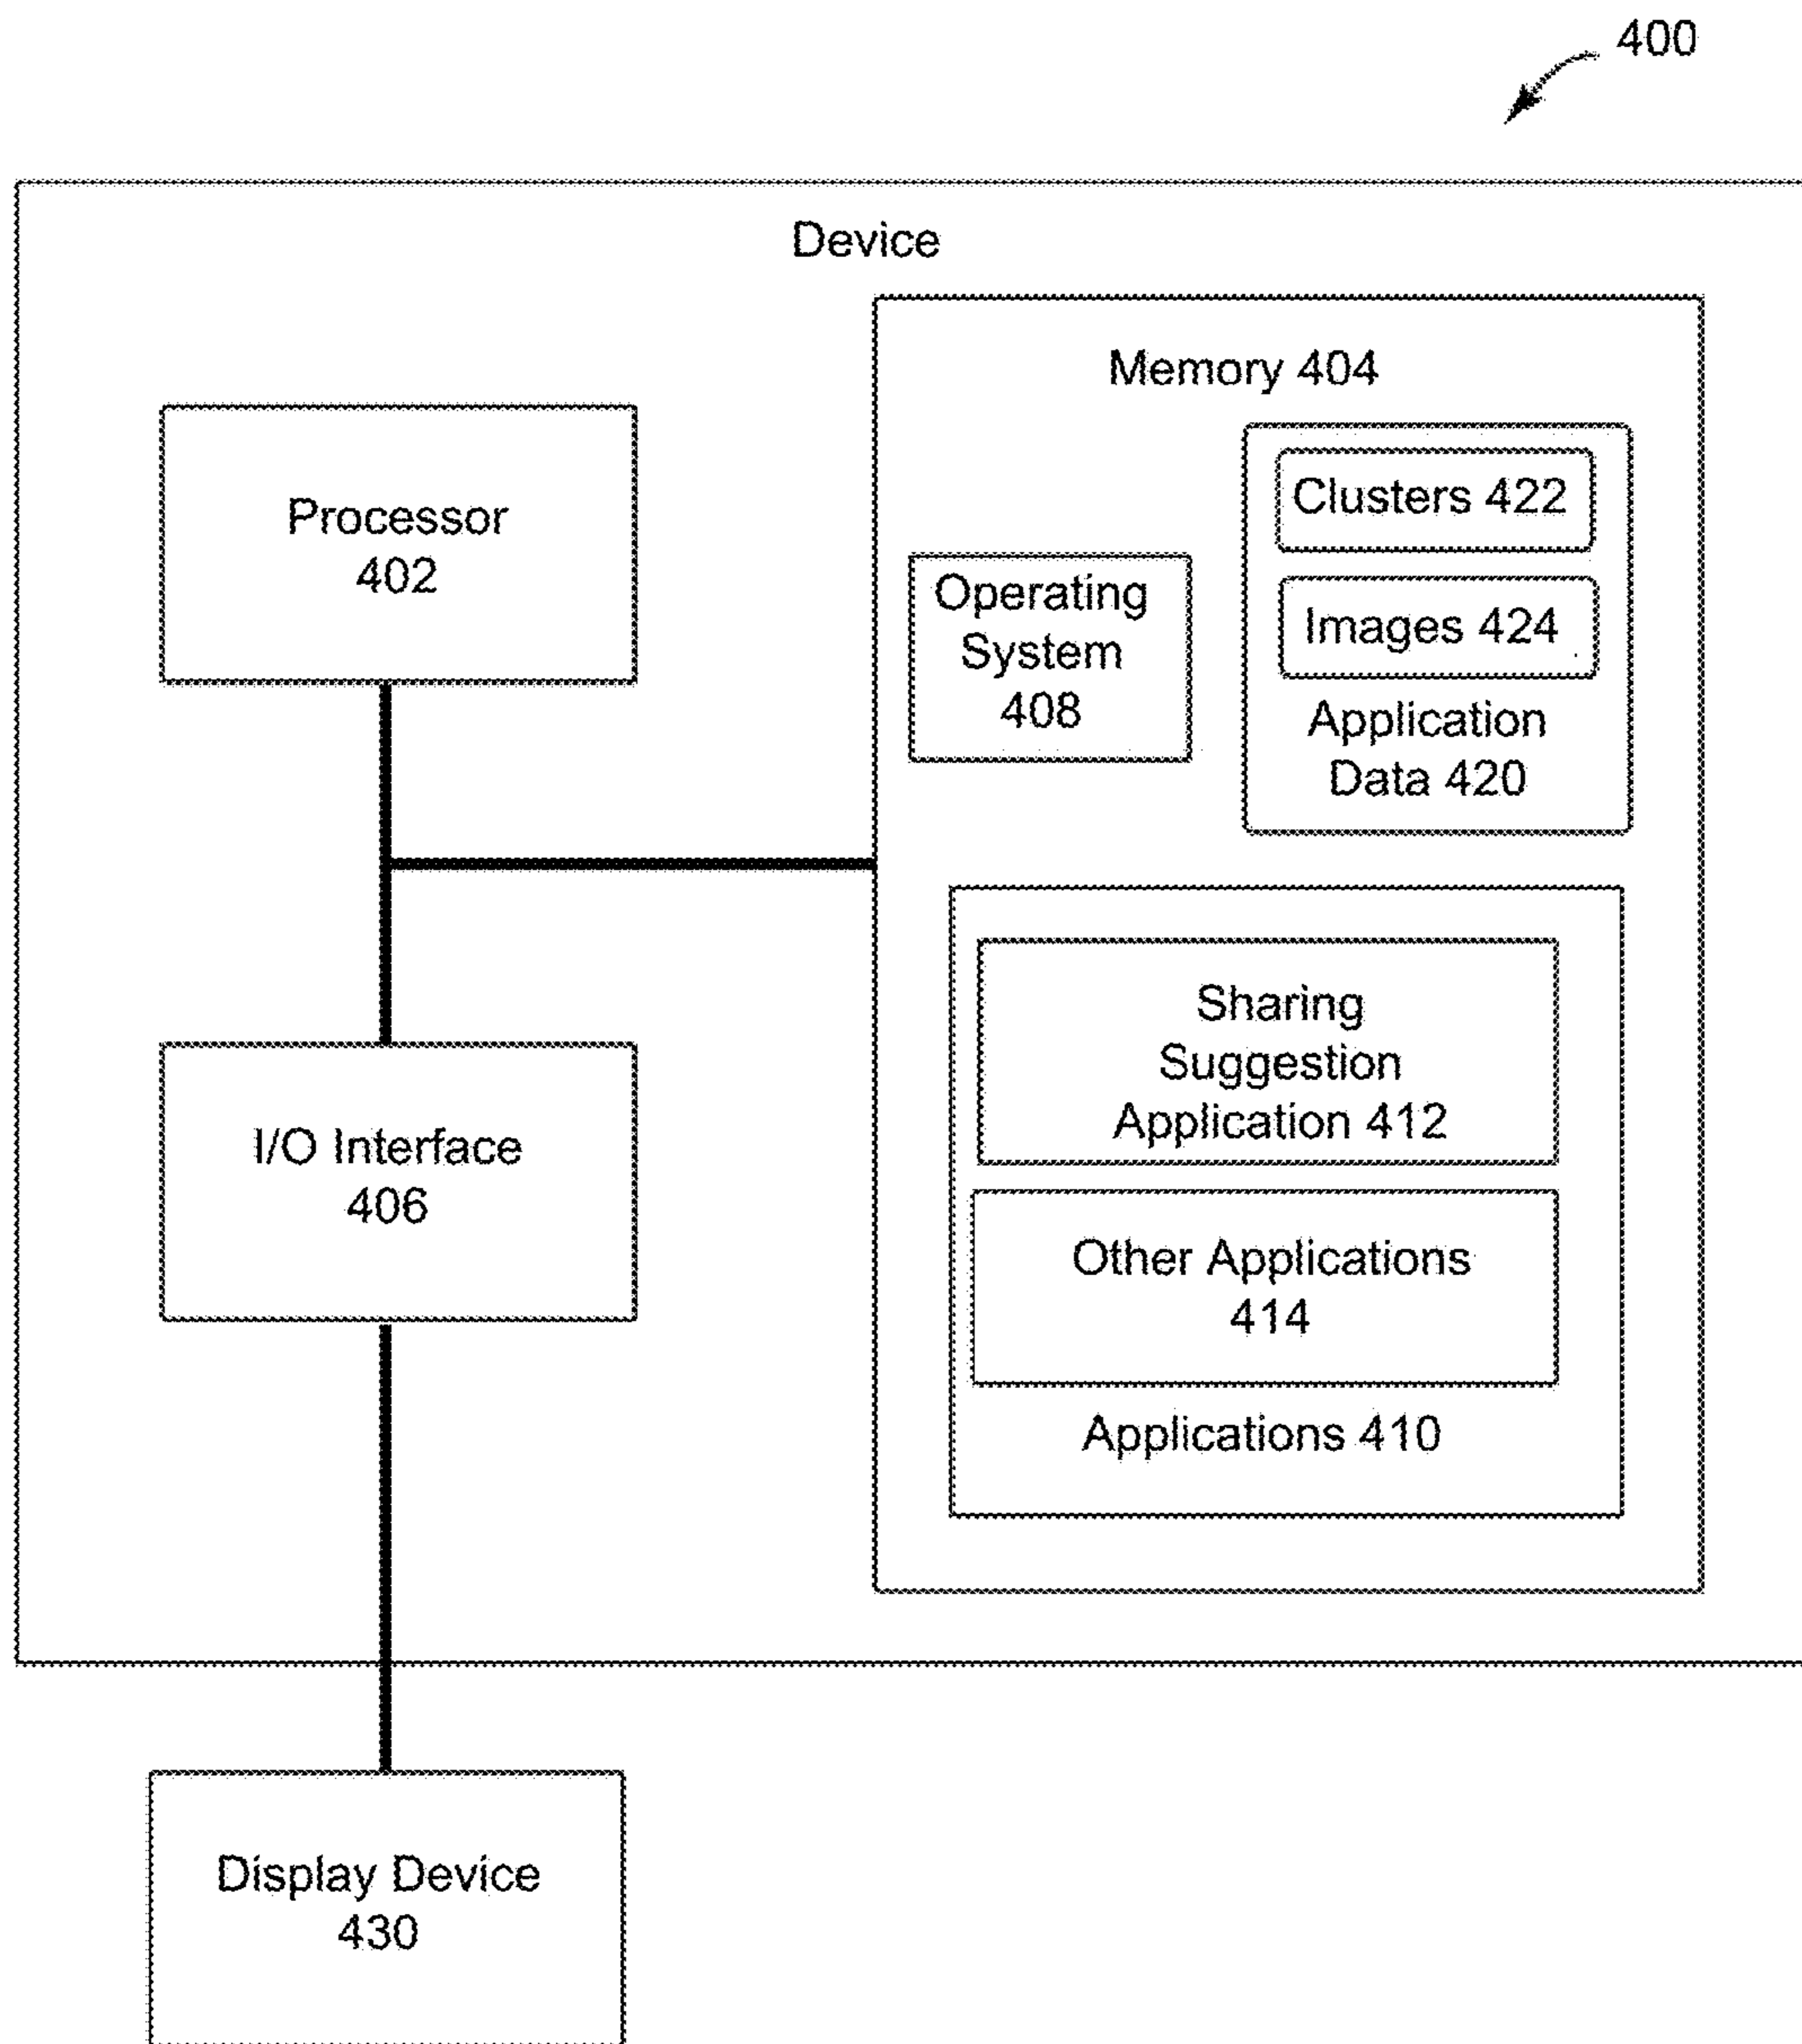 400
Device
Processor
402
Memory 404
Clusters 422
Images 424
Application
Data 420
Operating
System
408
Sharing
Suggestion
Application 412
Other Applications
414
Applications 410
I/O Interface
406
Display Device
430